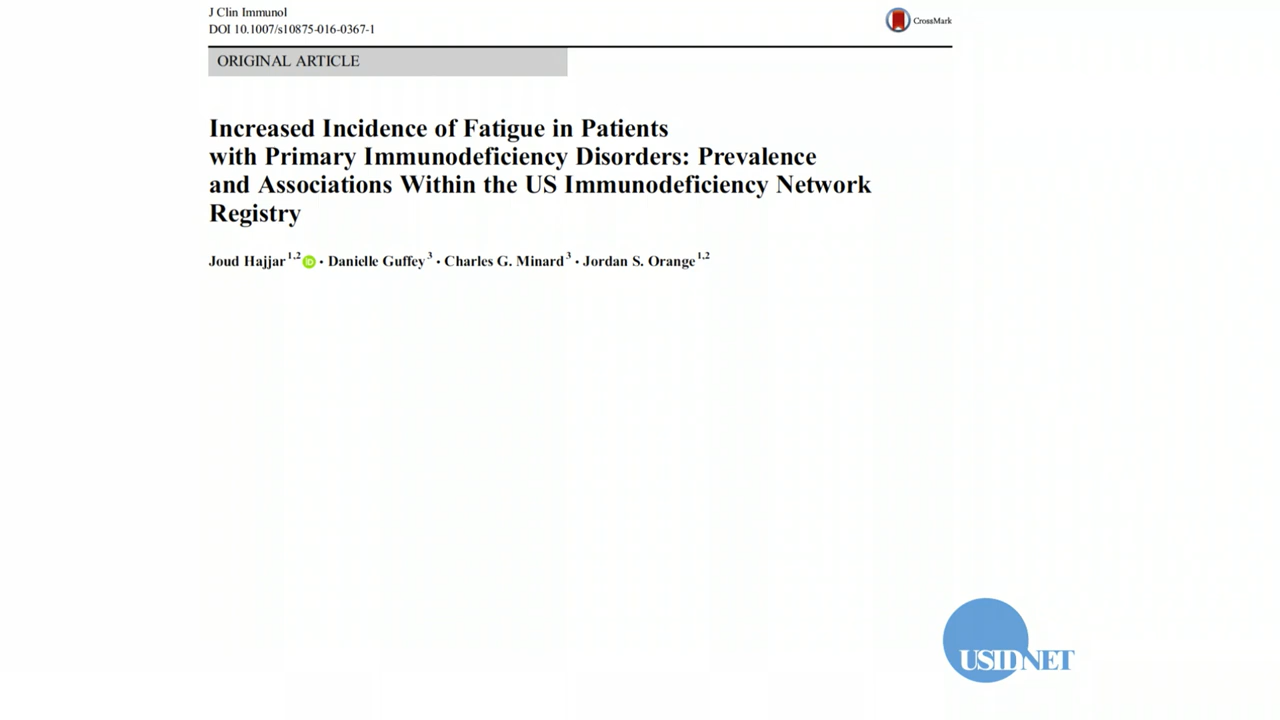 J Clin Immunol
DOI 10.1007/s10875-016-0367-1
CrossMark
ORIGINAL ARTICLE
Increased Incidence of Fatigue in Patients
with Primary Immunodeficiency Disorders: Prevalence
and Associations Within the US Immunodeficiency Network
Registry
Joud Hajjar 1,2 iD • Danielle Guffey 3 • Charles G. Minard 3 • Jordan S. Orange 1,2
USIDNET